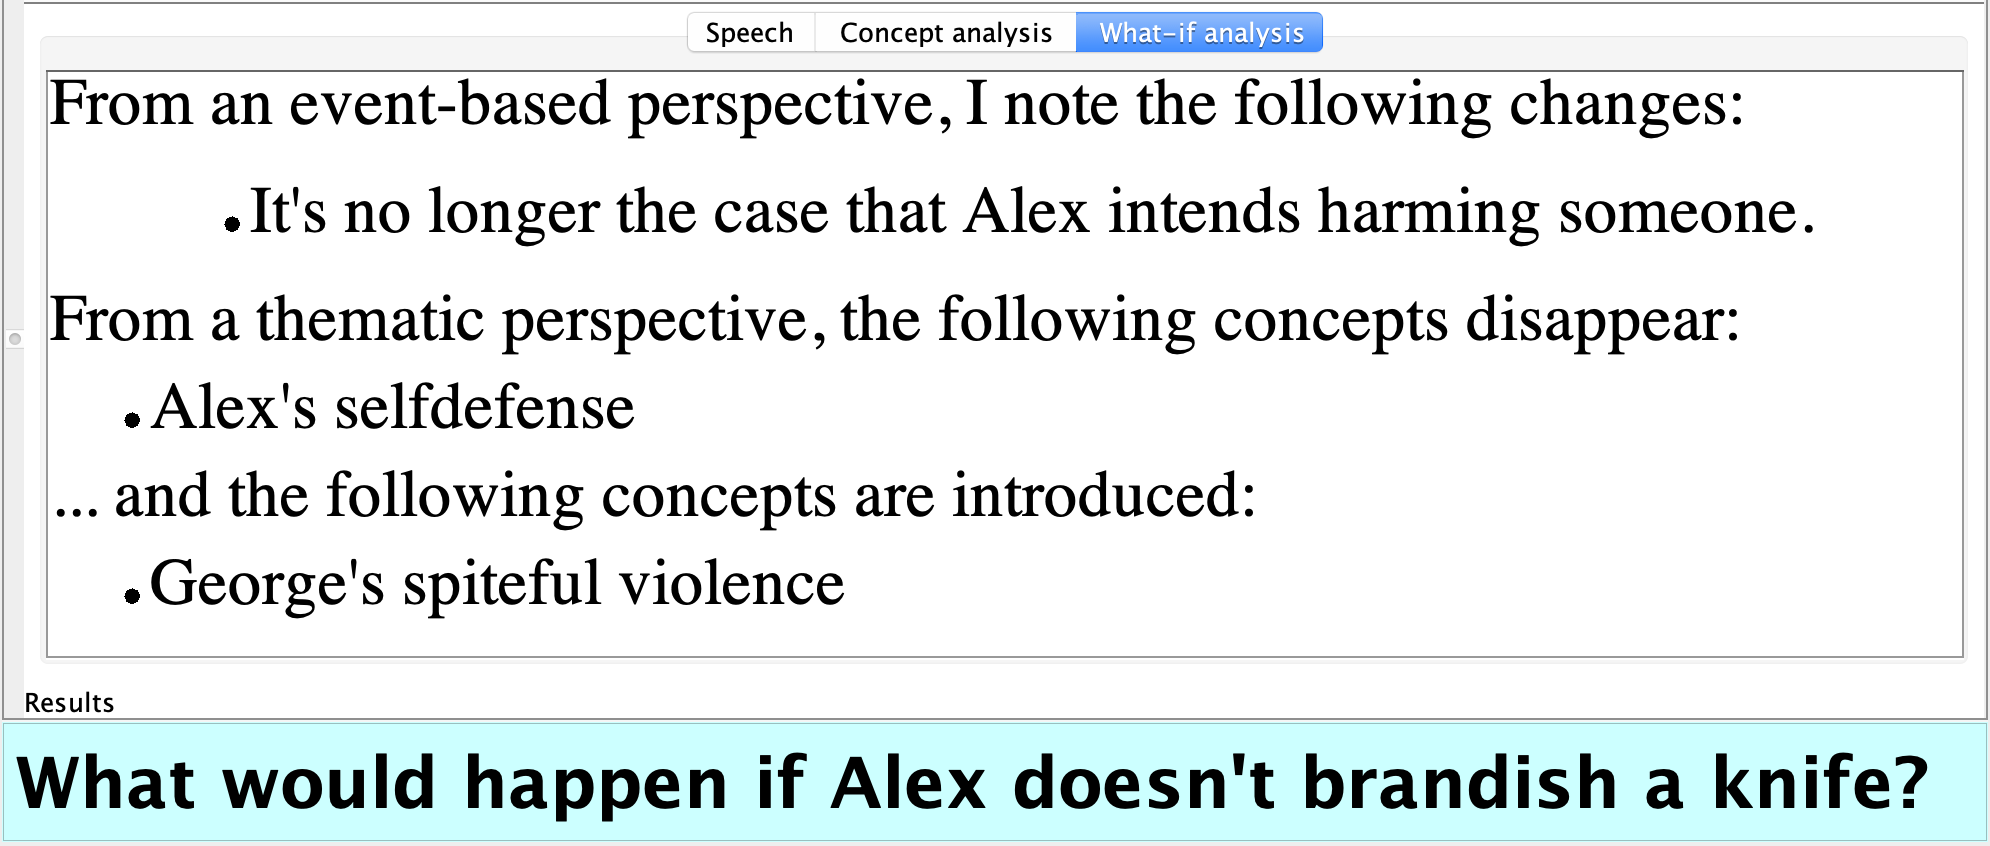 Speech Concept analysis What-if analysis
From an event-based perspective, I note the following changes:
• It's no longer the case that Alex intends harming someone.
From a thematic perspective, the following concepts disappear:
• Alex's selfdefense
... and the following concepts are introduced:
• George's spiteful violence
Results
What would happen if Alex doesn't brandish a knife?